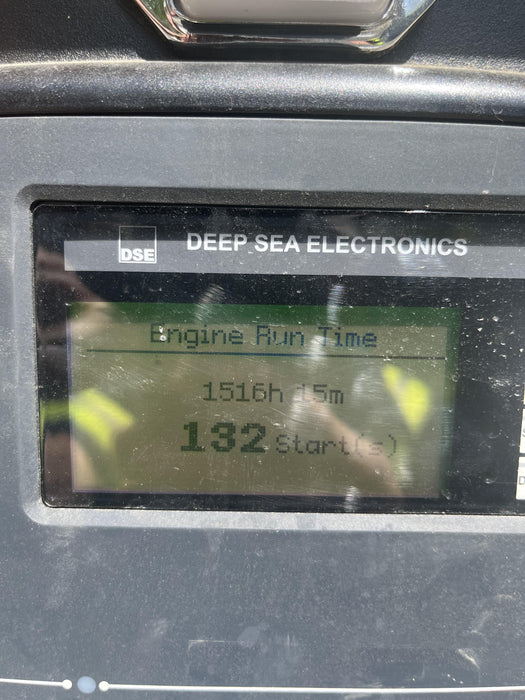 DSE DEEP SEA ELECTRONICS
Engine Run Time
1516h 15m
132 Start(s)